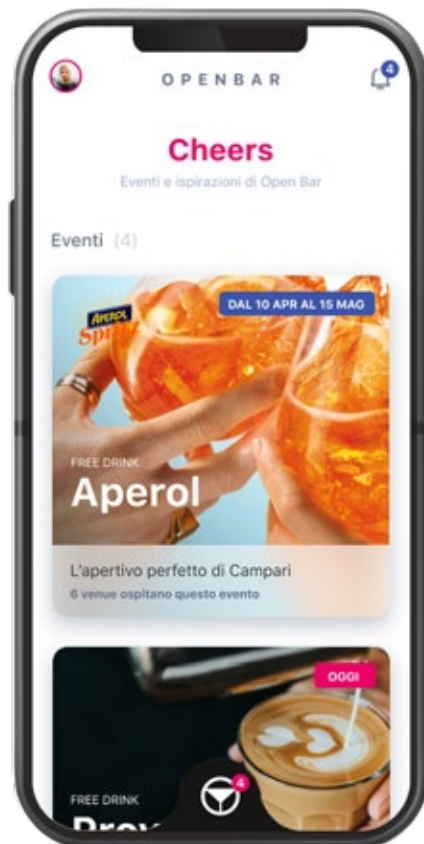 4
OPENBAR
Cheers
Eventi e ispirazioni di Open Bar
Eventi (4)
APEROL
Spritz
DAL 10 APR AL 15 MAG
FREE DRINK
Aperol
L'apertivo perfetto di Campari
6 venue ospitano questo evento
OGGI
4
FREE DRINK